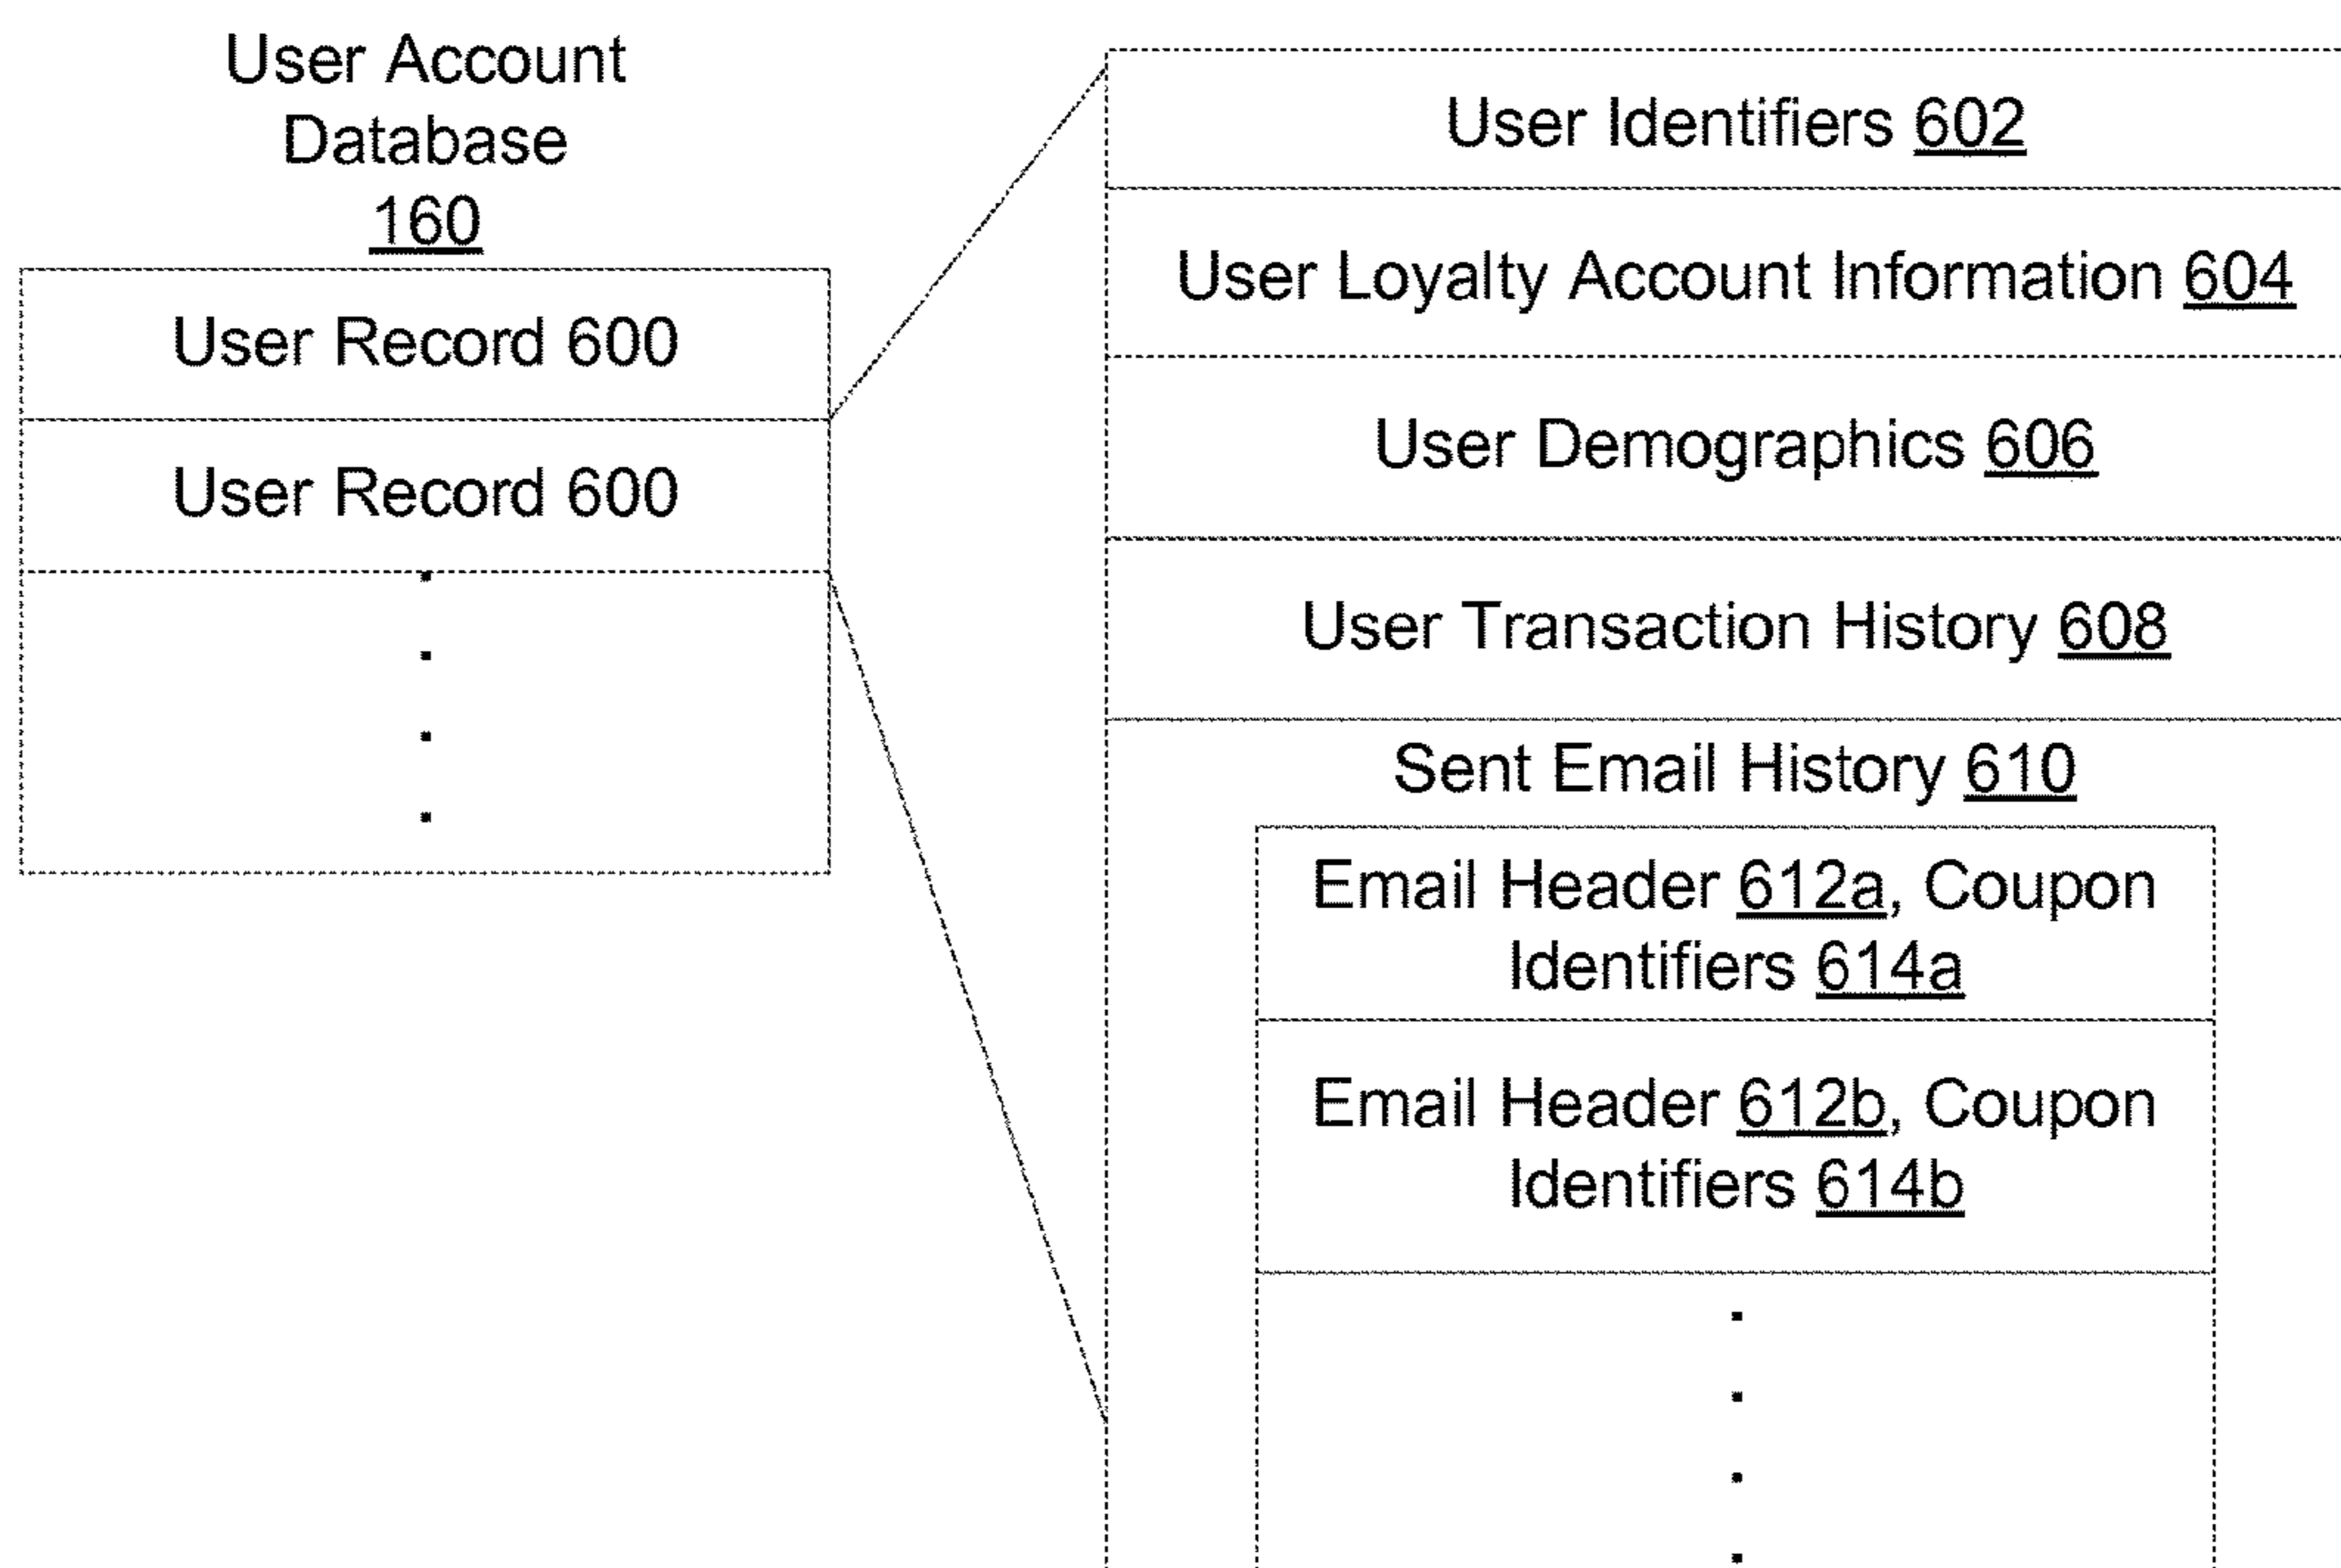 User Account
Database
160
User Record 600
User Record 600
User Identifiers 602
User Loyalty Account Information 604
User Demographics 606
User Transaction History 608
Sent Email History 610
Email Header 612a, Coupon
Identifiers 614a
Email Header 612b, Coupon
Identifiers 614b